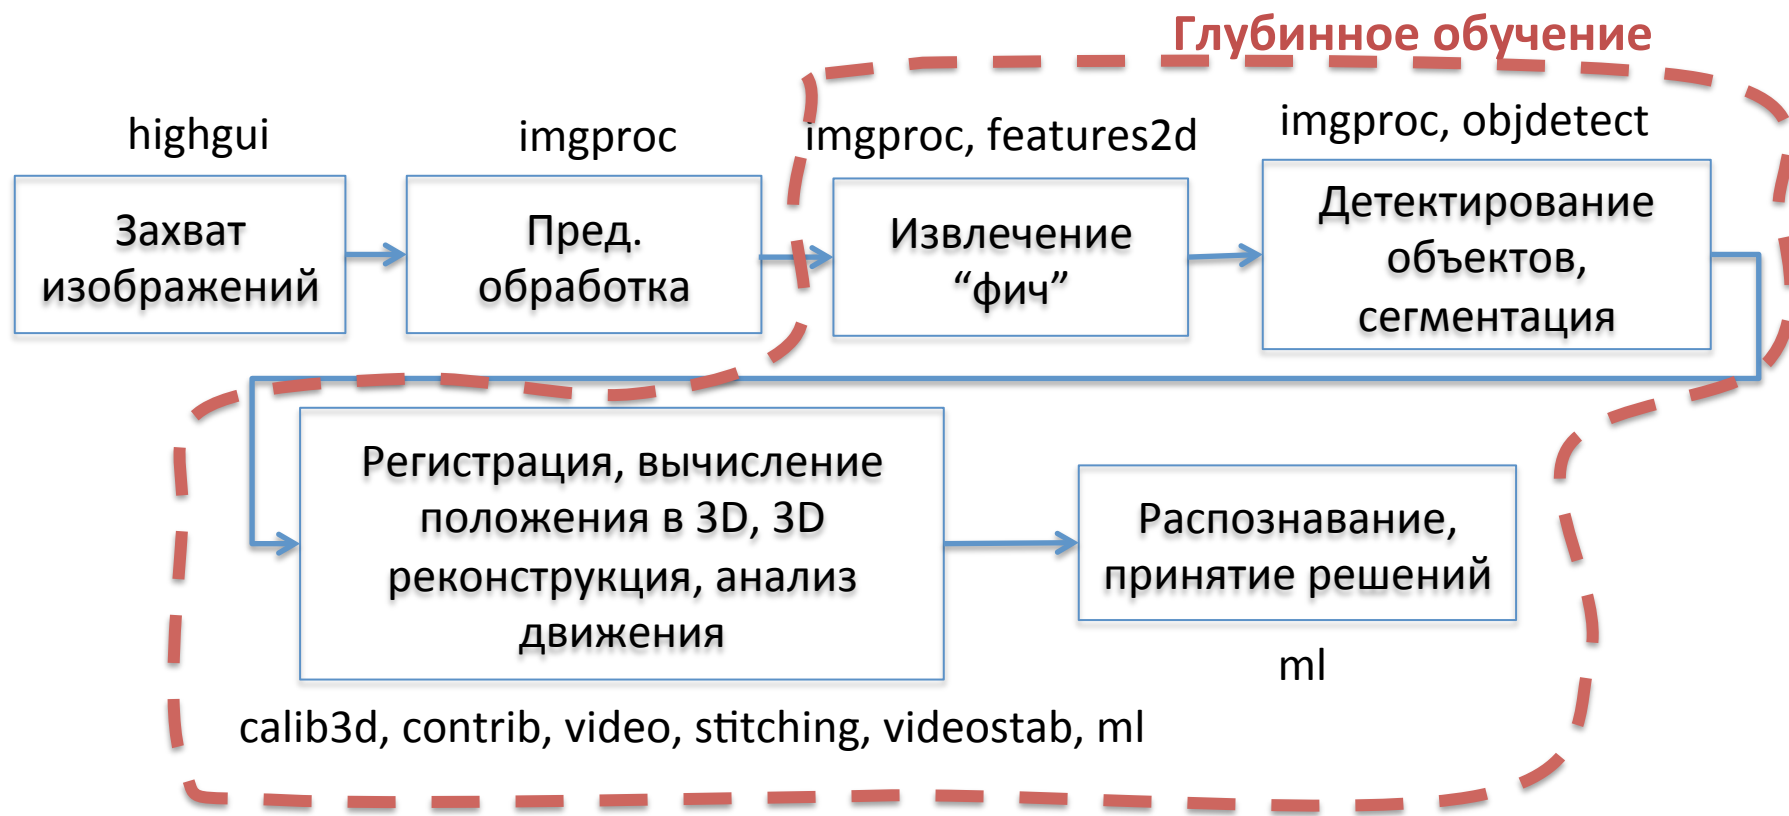 Глубинное обучение
highgui
imgproc
imgproc, features2d
imgproc, objdetect
Захват
изображений
Пред.
обработка
Извлечение
“фич”
Детектирование
объектов,
сегментация
Регистрация, вычисление
положения в 3D, 3D
реконструкция, анализ
движения
Распознавание,
принятие решений
ml
calib3d, contrib, video, stitching, videostab, ml